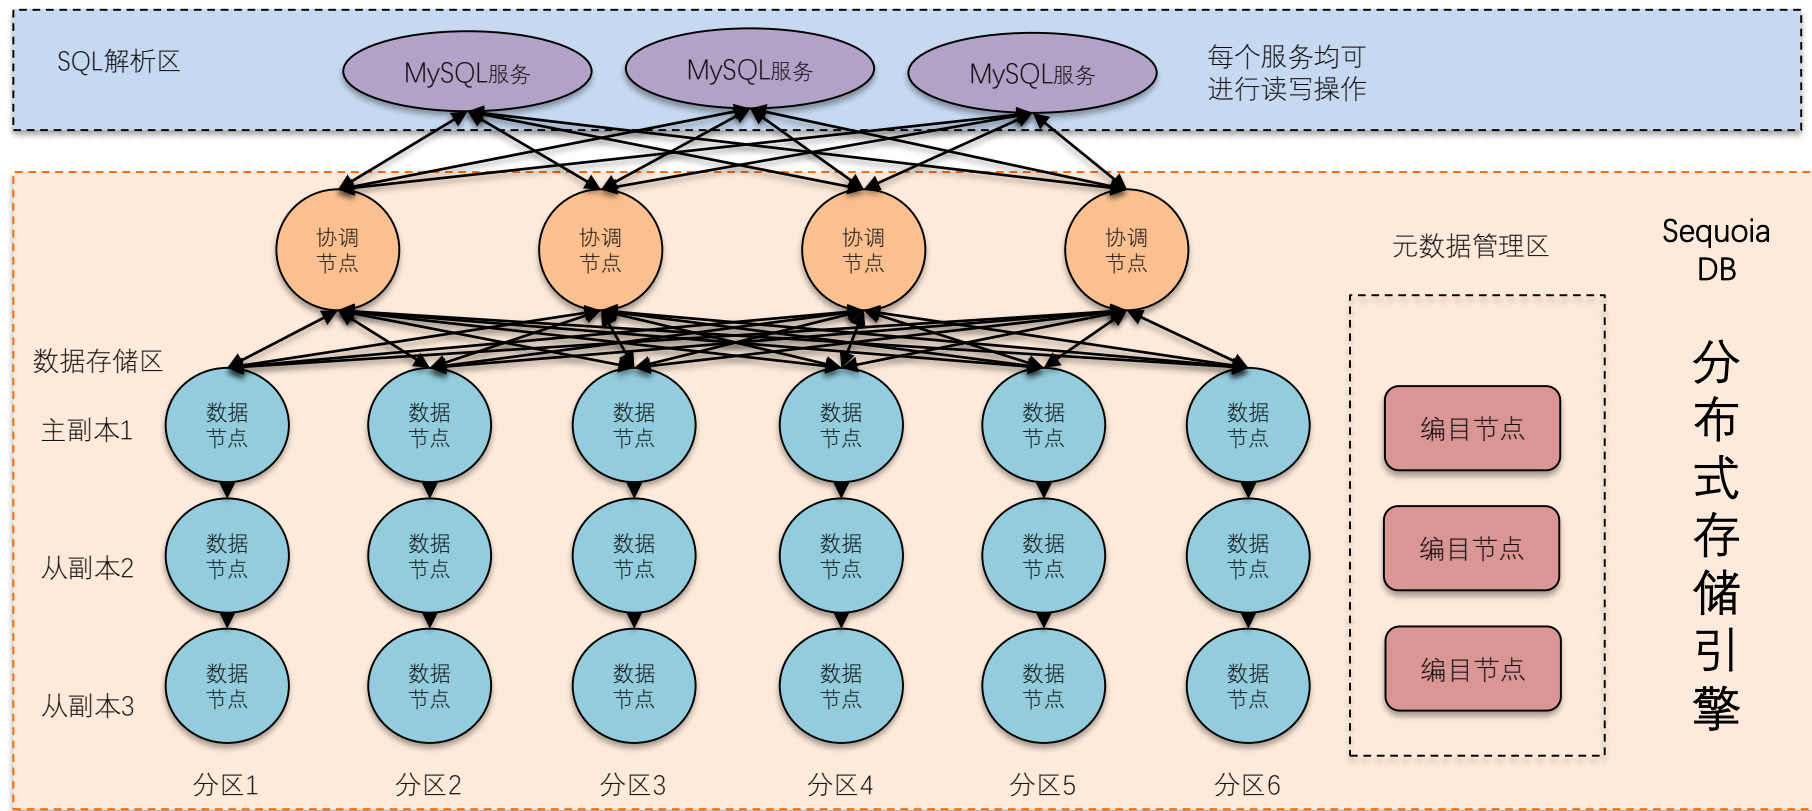 SQL解析区
MySQL服务
MySQL服务
MySQL服务
每个服务均可
进行读写操作
协调
节点
协调
节点
协调
节点
协调
节点
元数据管理区
Sequoia
DB
分
布
式
存
储
引
擎
数据存储区
主副本1
数据
节点
数据
节点
数据
节点
数据
节点
数据
节点
数据
节点
编目节点
从副本2
数据
节点
数据
节点
数据
节点
数据
节点
数据
节点
数据
节点
编目节点
从副本3
数据
节点
数据
节点
数据
节点
数据
节点
数据
节点
数据
节点
编目节点
分区1
分区2
分区3
分区4
分区5
分区6